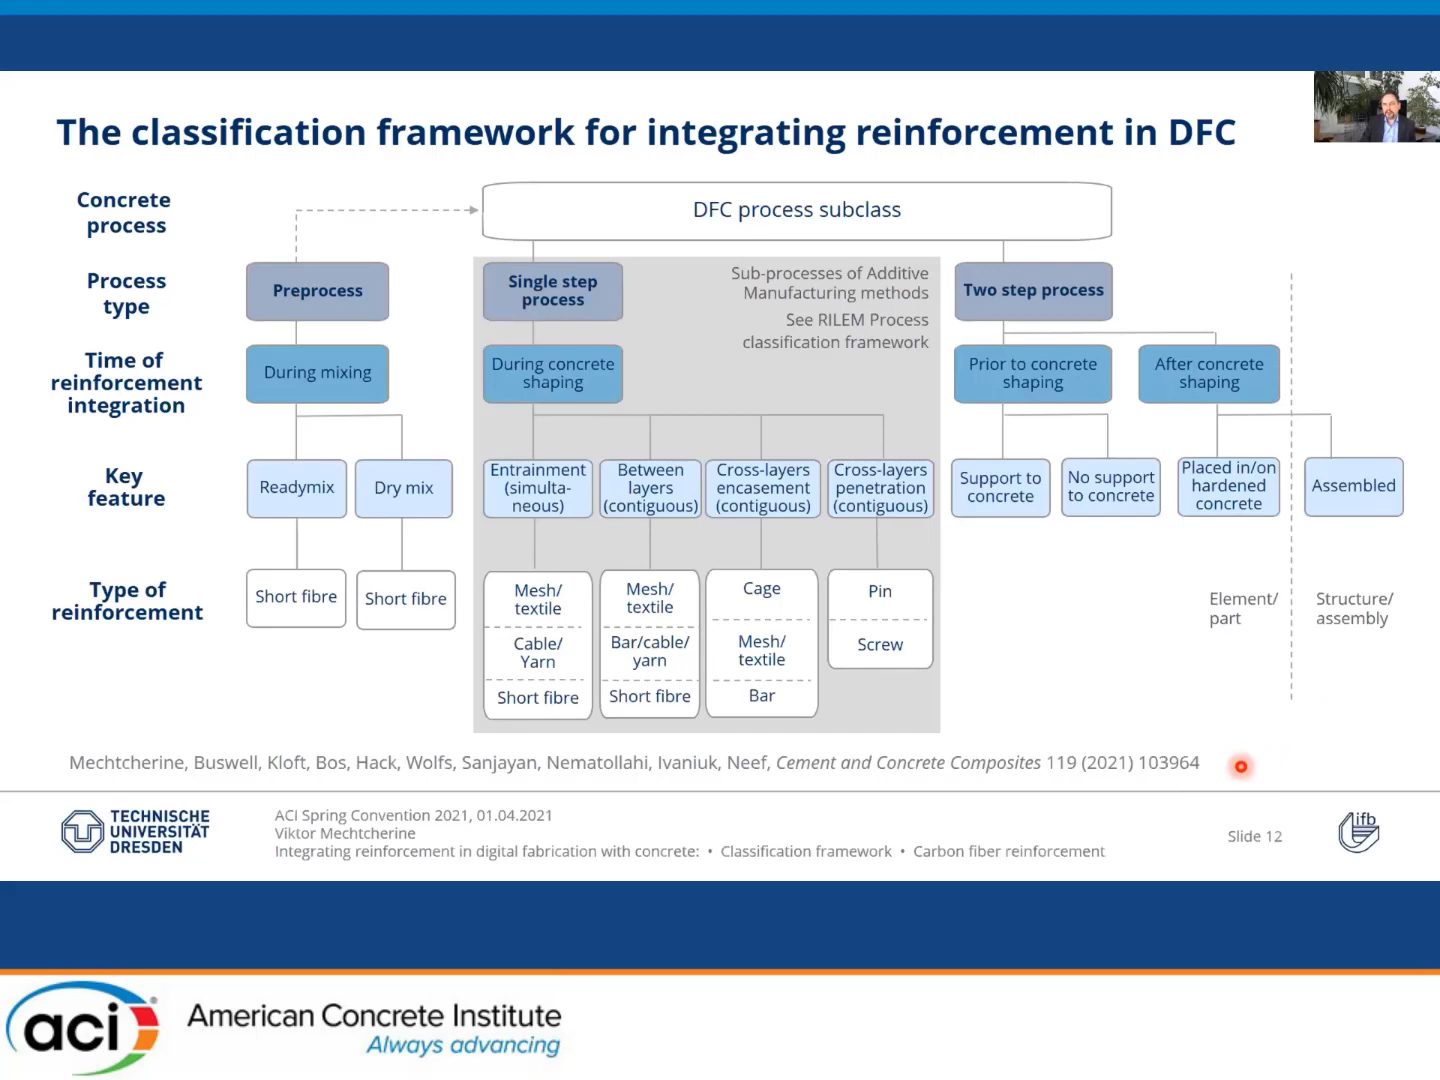 The classification framework for integrating reinforcement in DFC
Concrete
process
DFC process subclass
Process
type
Preprocess
Single step
process
Sub-processes of Additive
Manufacturing methods
See RILEM Process
classification framework
Two step process
Time of
reinforcement
integration
During mixing
During concrete
shaping
Prior to concrete
shaping
After concrete
shaping
Key
feature
Readymix
Dry mix
Entrainment
(simulta-
neous)
Between
layers
(contiguous)
Cross-layers
encasement
(contiguous)
Cross-layers
penetration
(contiguous)
Support to
concrete
No support
to concrete
Placed in/on
hardened
concrete
Assembled
Type of
reinforcement
Short fibre
Short fibre
Mesh/
textile
Cable/
Yarn
Short fibre
Mesh/
textile
Bar/cable/
yarn
Short fibre
Cage
Mesh/
textile
Bar
Pin
Screw
Element/
part
Structure/
assembly
Mechtcherine, Buswell, Kloft, Bos, Hack, Wolfs, Sanjayan, Nematollahi, Ivaniuk, Neef, Cement and Concrete Composites 119 (2021) 103964
TECHNISCHE
UNIVERSITÄT
DRESDEN
ACI Spring Convention 2021, 01.04.2021
Viktor Mechtcherine
Integrating reinforcement in digital fabrication with concrete: • Classification framework • Carbon fiber reinforcement
Slide 12
ifb
aci
American Concrete Institute
Always advancing